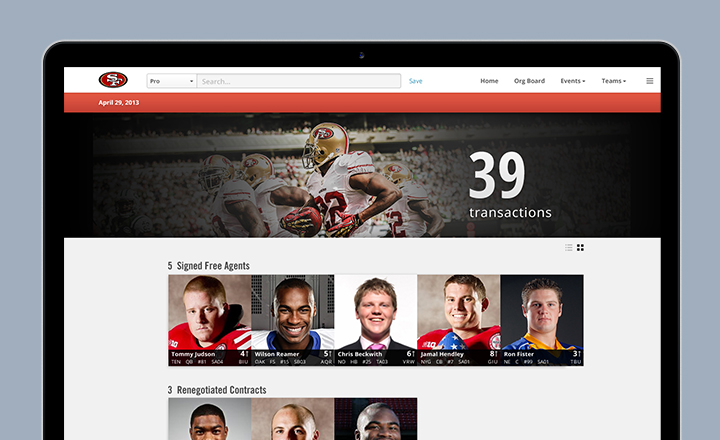 SF
Pro Search... Save Home Org Board Events Teams
April 29, 2013
39
transactions
5 Signed Free Agents
Tommy Judson 4 Wilson Reamer 5 Chris Beckwith 6 Jamal Hendley 8 Ron Fister 3
TEN QB #81 SA04 BIU OAK FS #15 SB03 AQR NO HB #25 TA03 VRW NYG CB #7 SA01 GIU NE C #99 SA01 TBU
3 Renegotiated Contracts